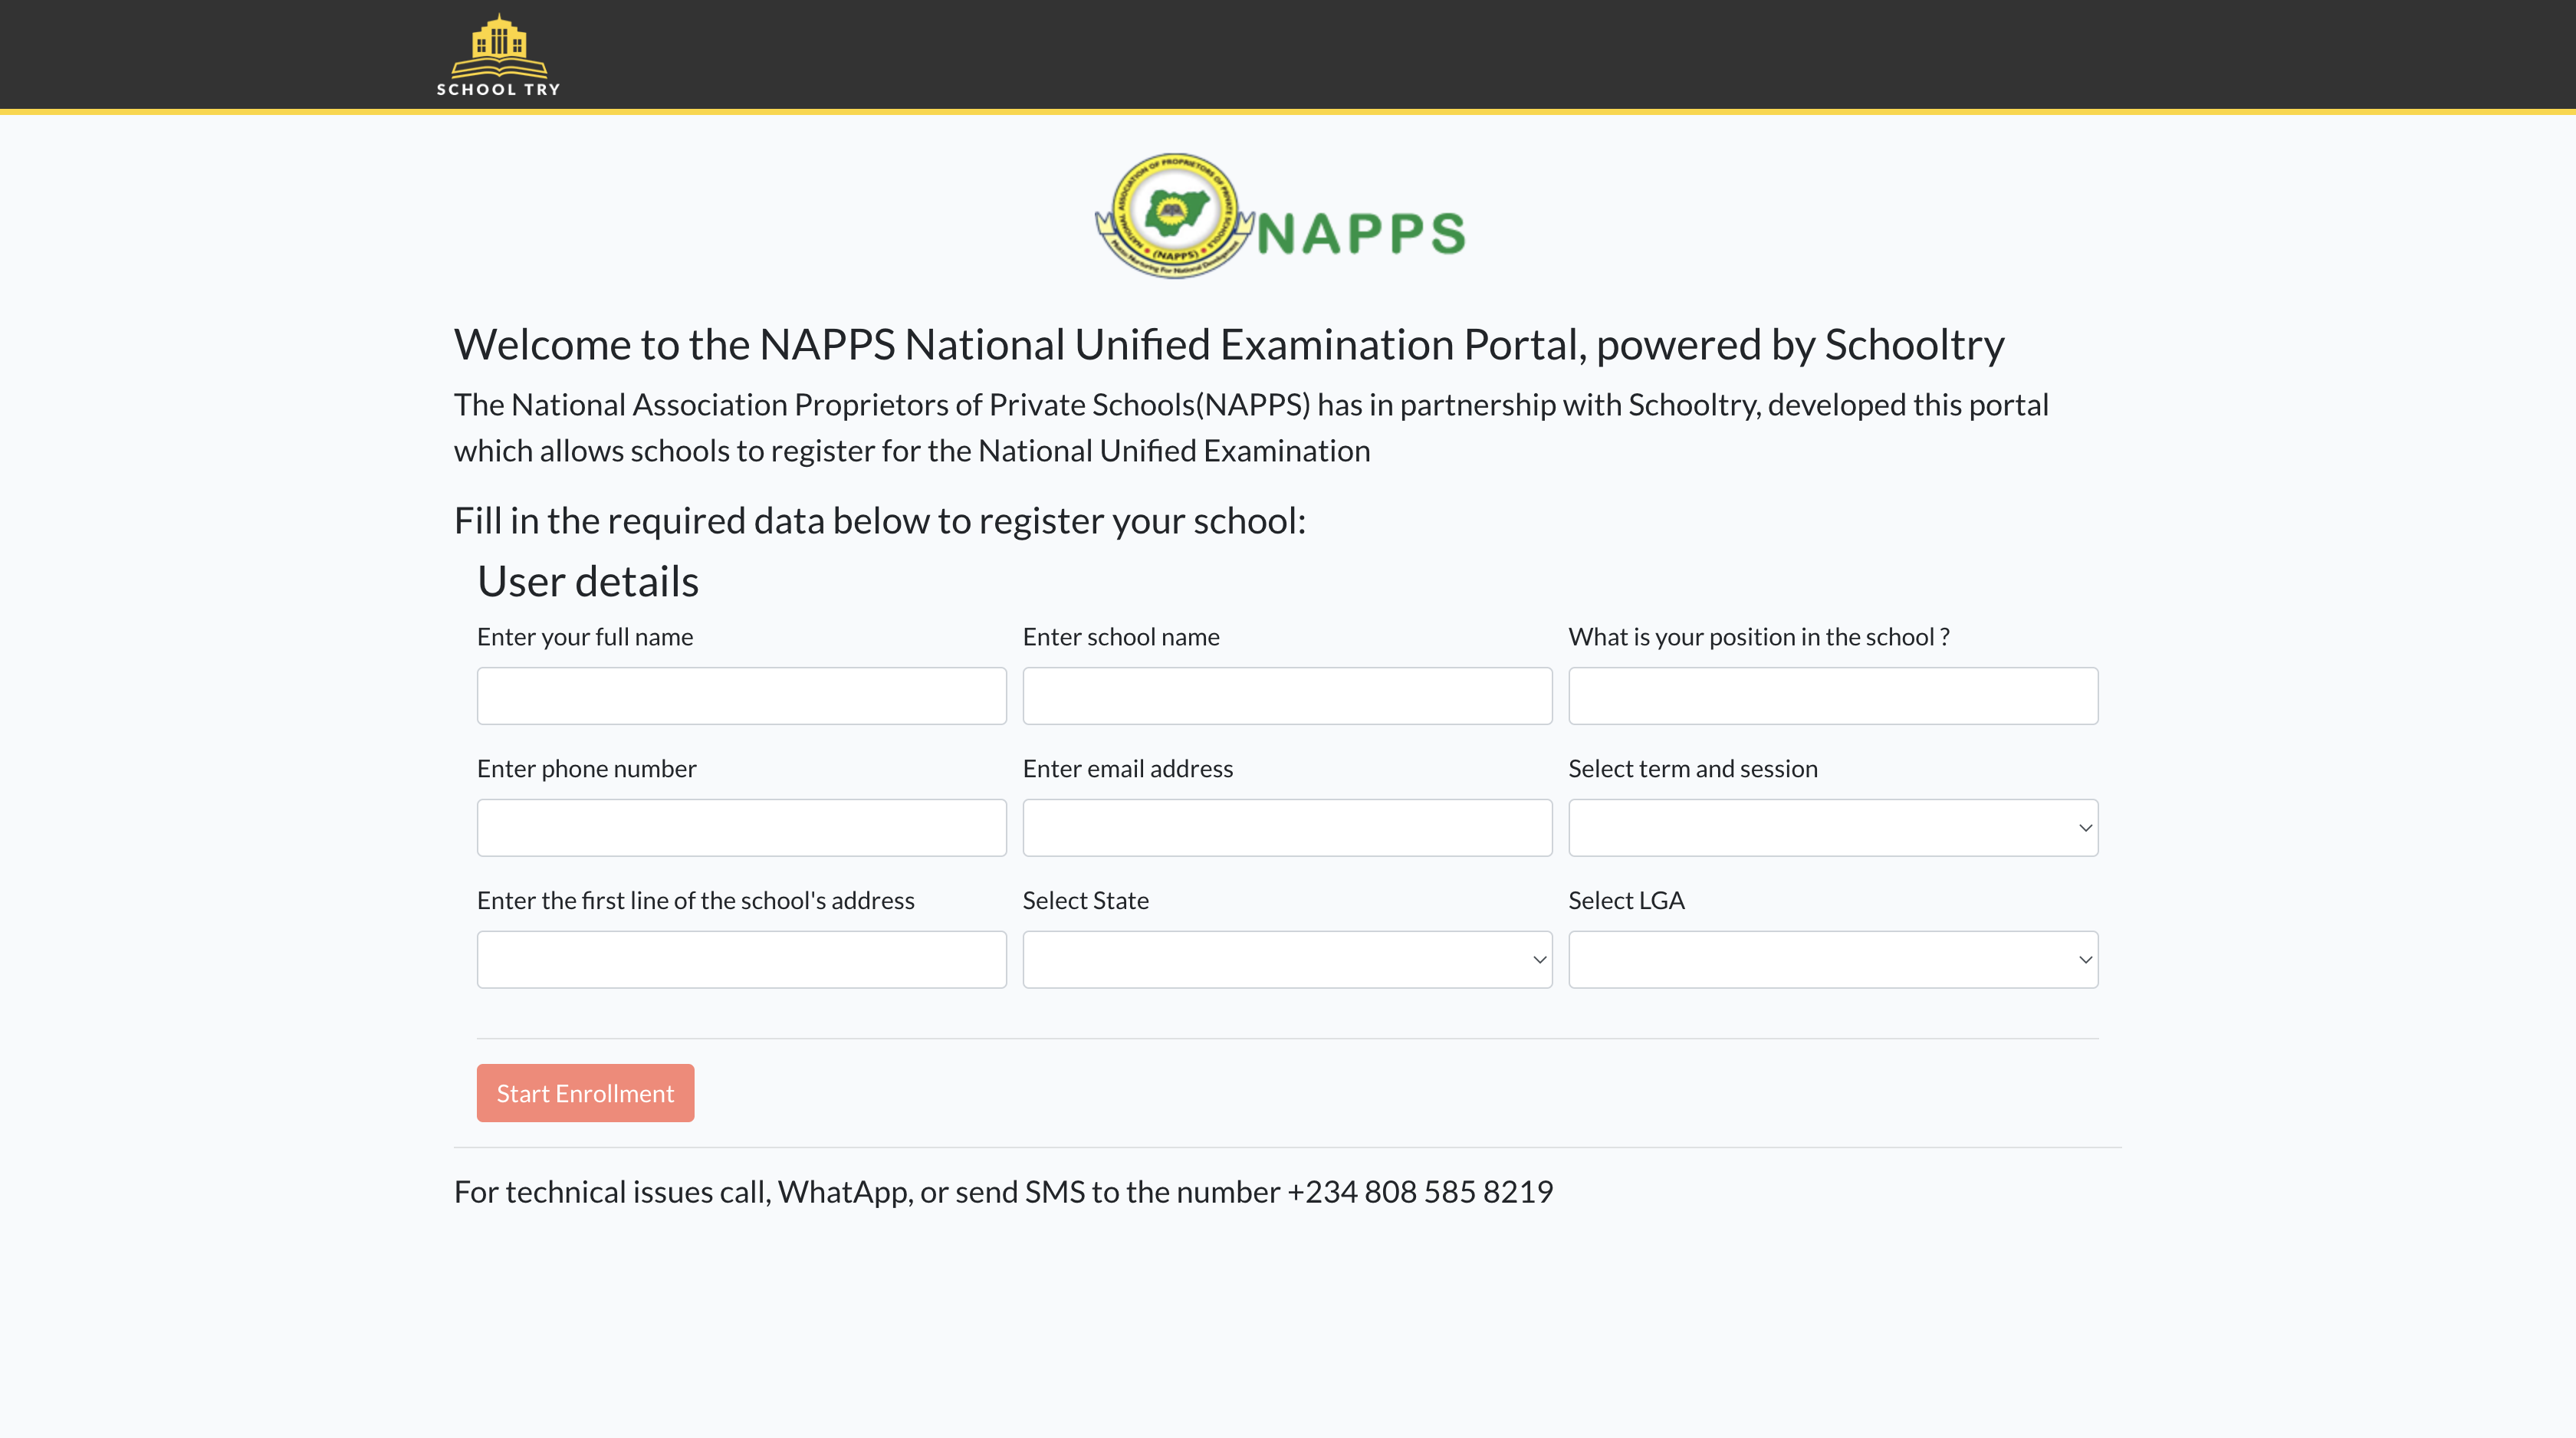 SCHOOL TRY
NATIONAL ASSOCIATION OF PROPRIETORS OF PRIVATE SCHOOLS
(NAPPS)
Nurturing For National Development
NAPPS
Welcome to the NAPPS National Unified Examination Portal, powered by Schooltry
The National Association Proprietors of Private Schools(NAPPS) has in partnership with Schooltry, developed this portal
which allows schools to register for the National Unified Examination
Fill in the required data below to register your school:
User details
Enter your full name
Enter school name
What is your position in the school ?
Enter phone number
Enter email address
Select term and session
Enter the first line of the school's address
Select State
Select LGA
Start Enrollment
For technical issues call, WhatApp, or send SMS to the number +234 808 585 8219